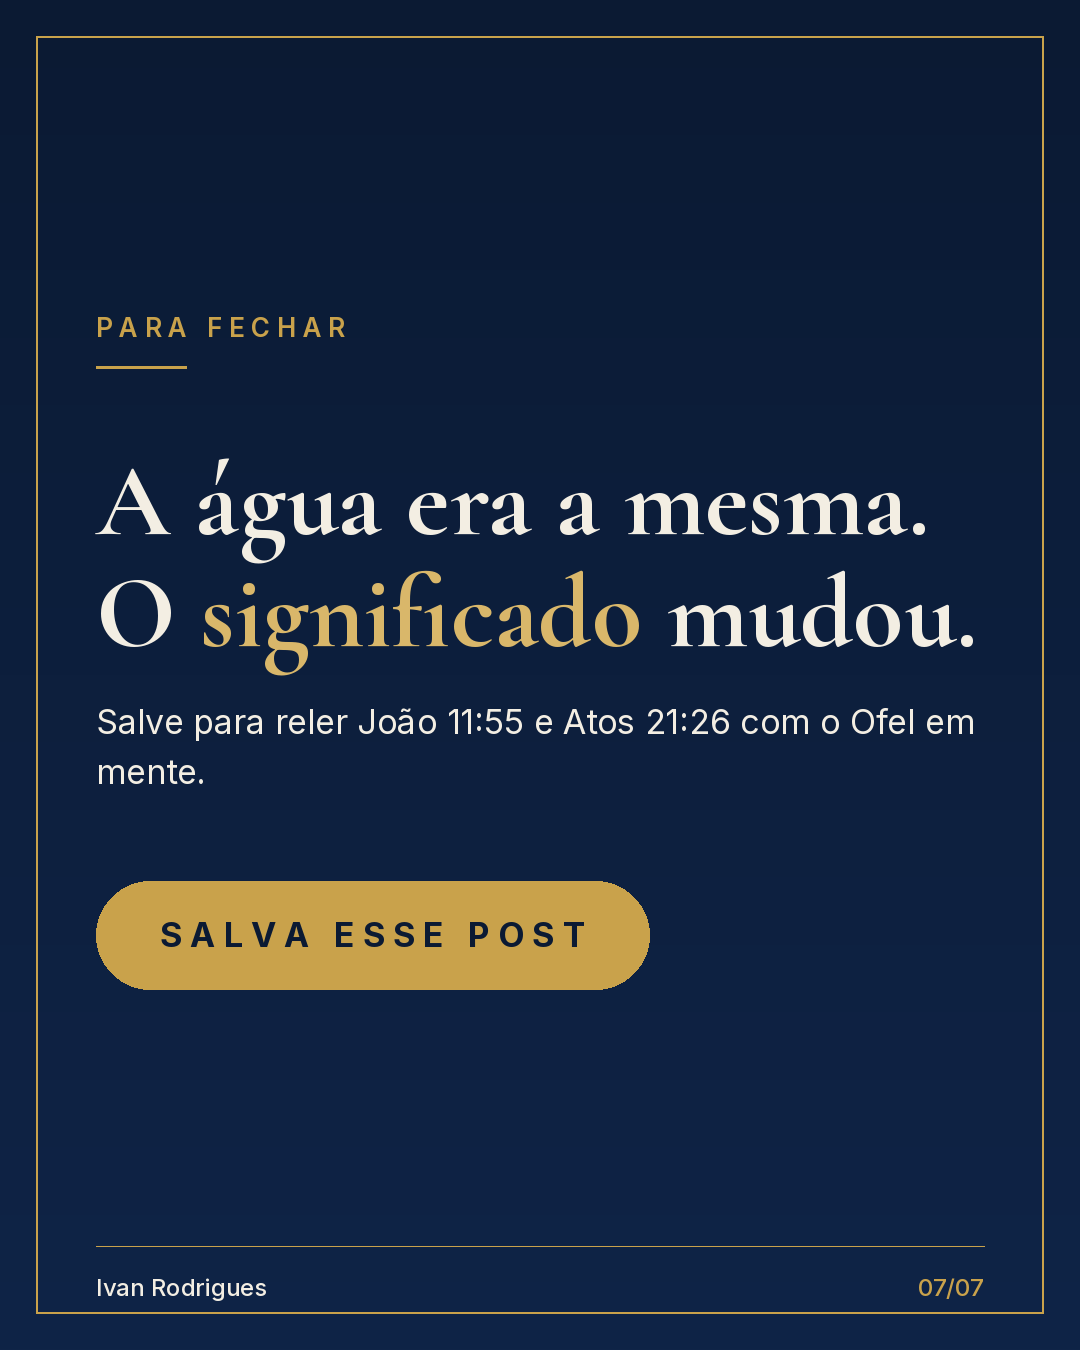 PARA FECHAR
A água era a mesma.
O significado mudou.
Salve para reler João 11:55 e Atos 21:26 com o Ofel em
mente.
SALVA ESSE POST
Ivan Rodrigues
07/07